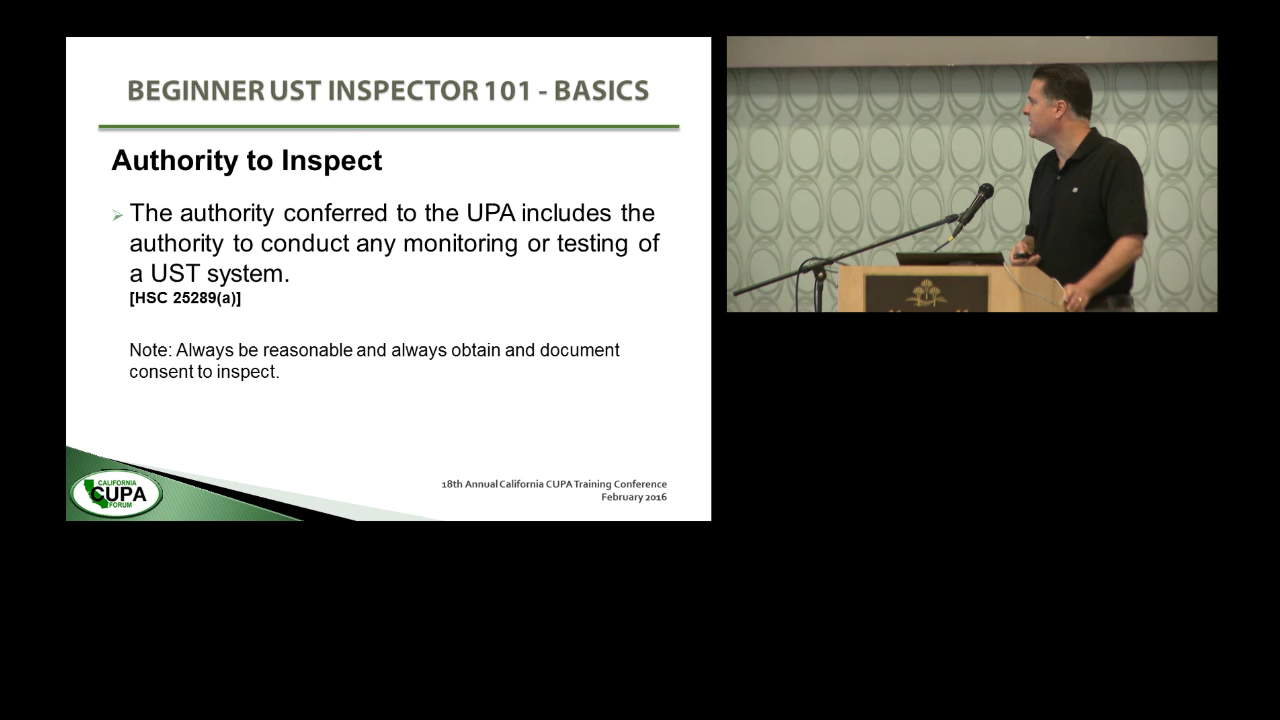 BEGINNER UST INSPECTOR 101 - BASICS
Authority to Inspect
The authority conferred to the UPA includes the
authority to conduct any monitoring or testing of
a UST system.
[HSC 25289(a)]
Note: Always be reasonable and always obtain and document
consent to inspect.
CALIFORNIA
CUPA
FORUM
18th Annual California CUPA Training Conference
February 2016